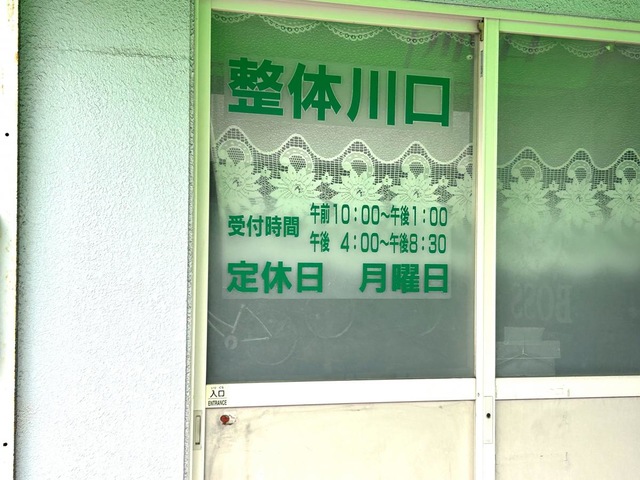 整体川口
受付時間
午前10:00～午後1:00
午後 4:00～午後8:30
定休日 月曜日
BOSS
入口
ENTRANCE